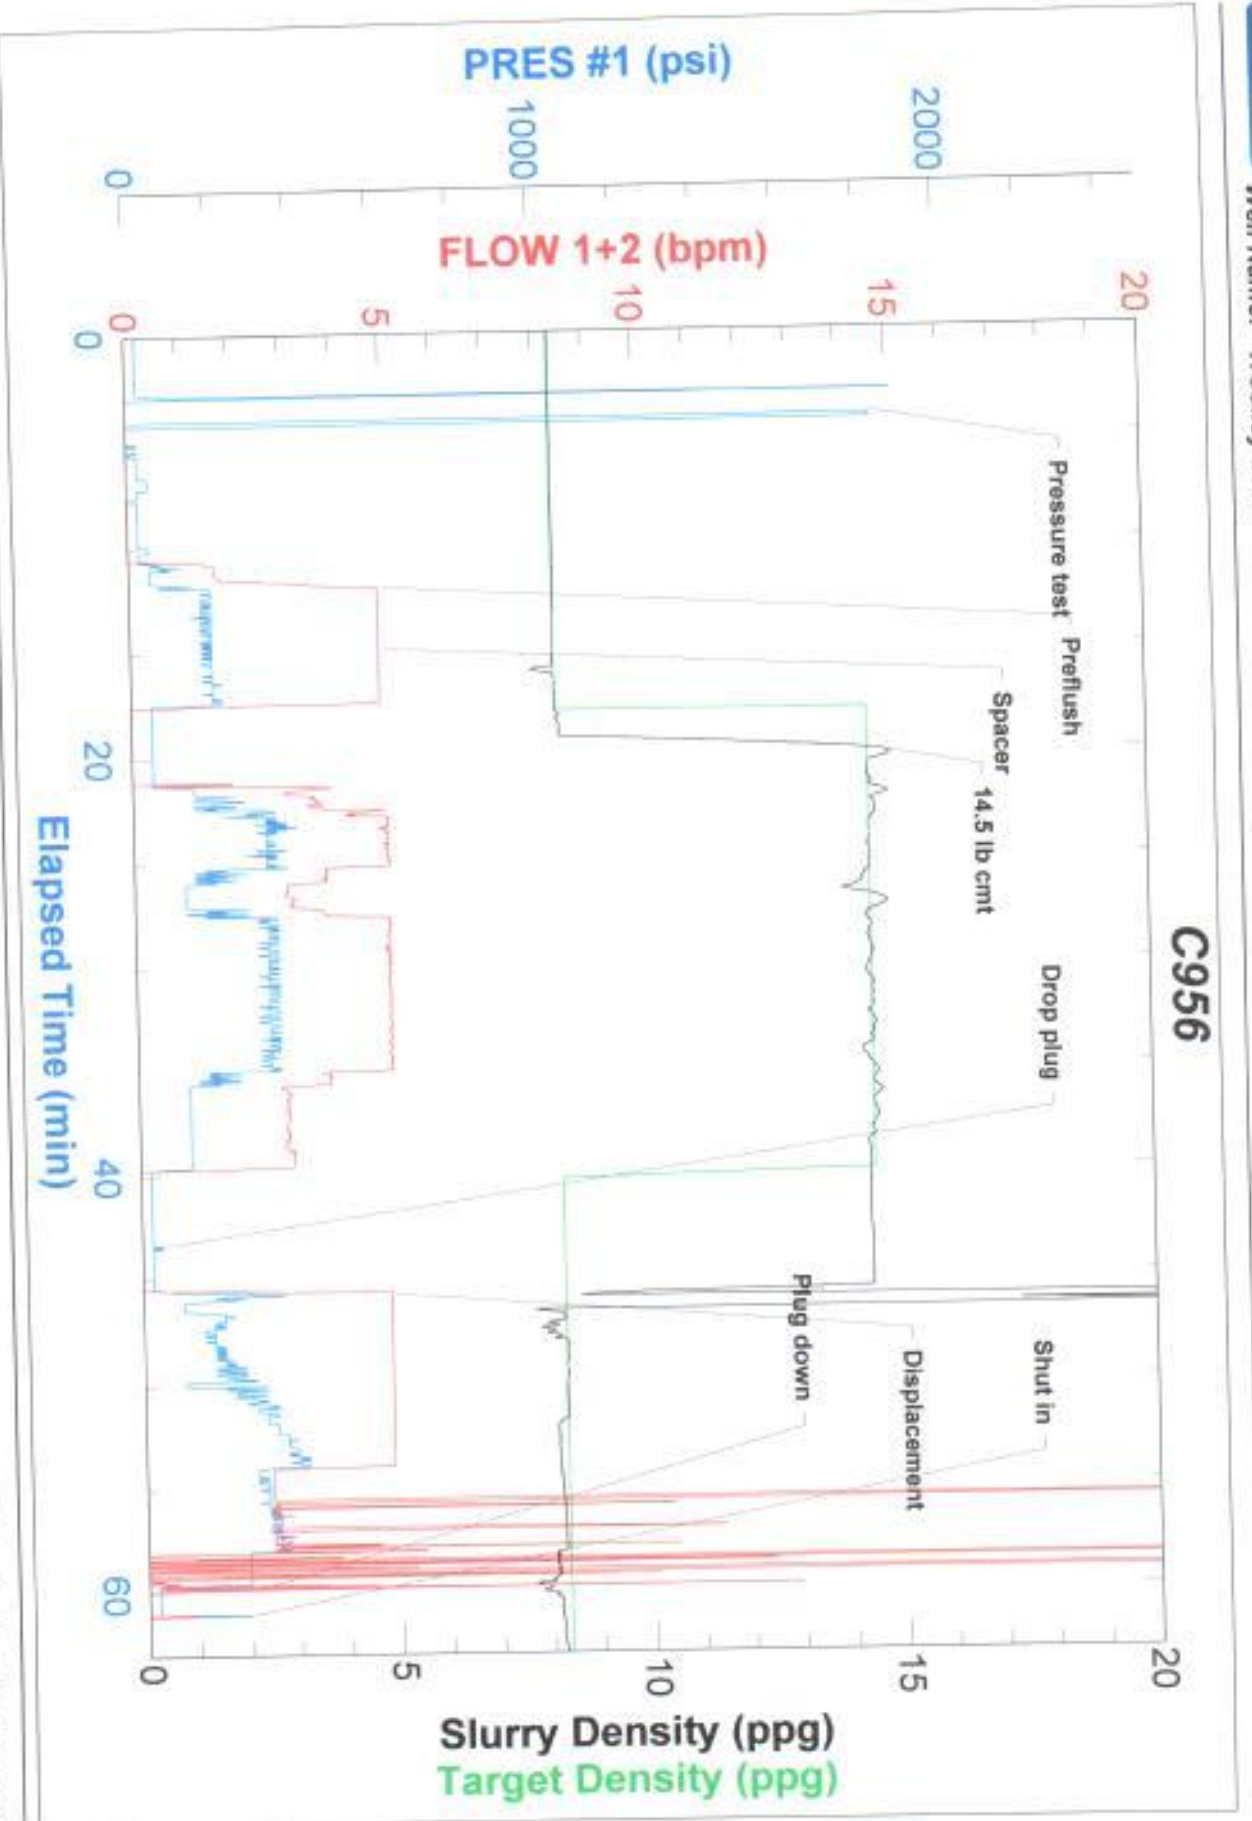 C956
PRES #1 (psi)
0
1000
2000
FLOW 1+2 (bpm)
0
5
10
15
20
Pressure test
Preflush
Spacer
14.5 lb cmt
Drop plug
Plug down
Displacement
Shut in
0
20
40
60
Elapsed Time (min)
0
5
10
15
20
Slurry Density (ppg)
Target Density (ppg)